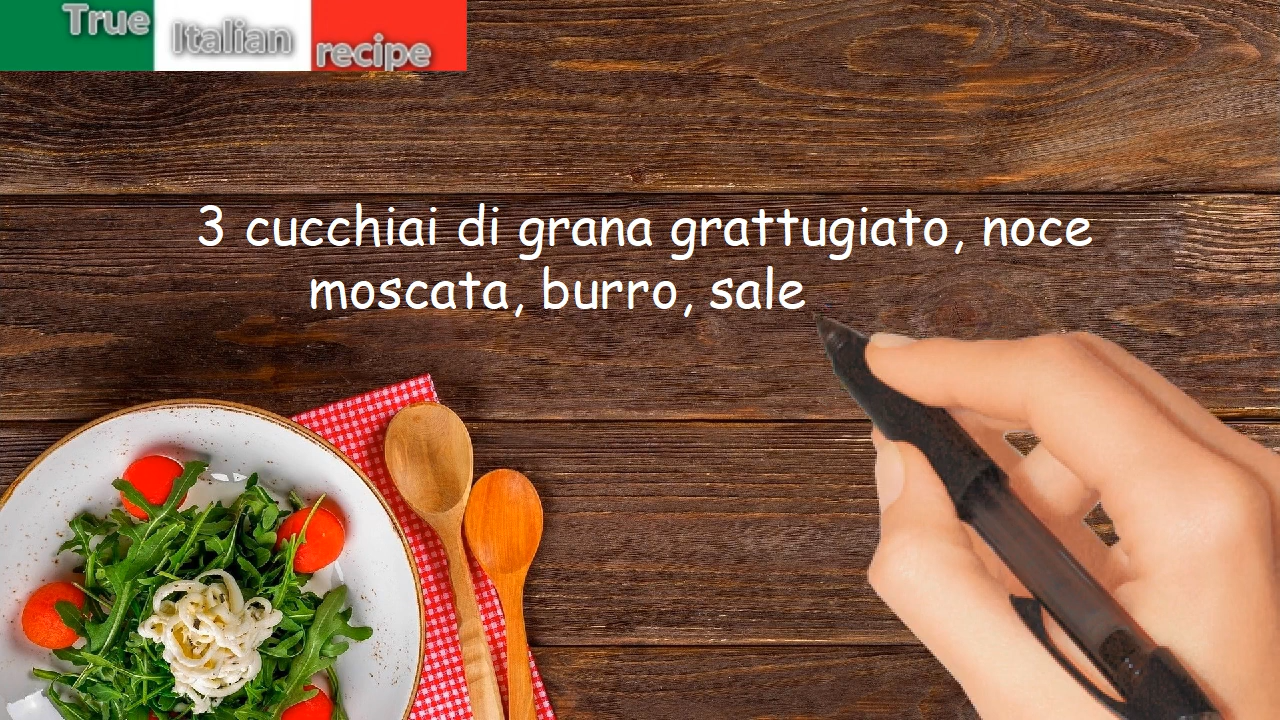 True Italian recipe
3 cucchiai di grana grattugiato, noce
moscata, burro, sale